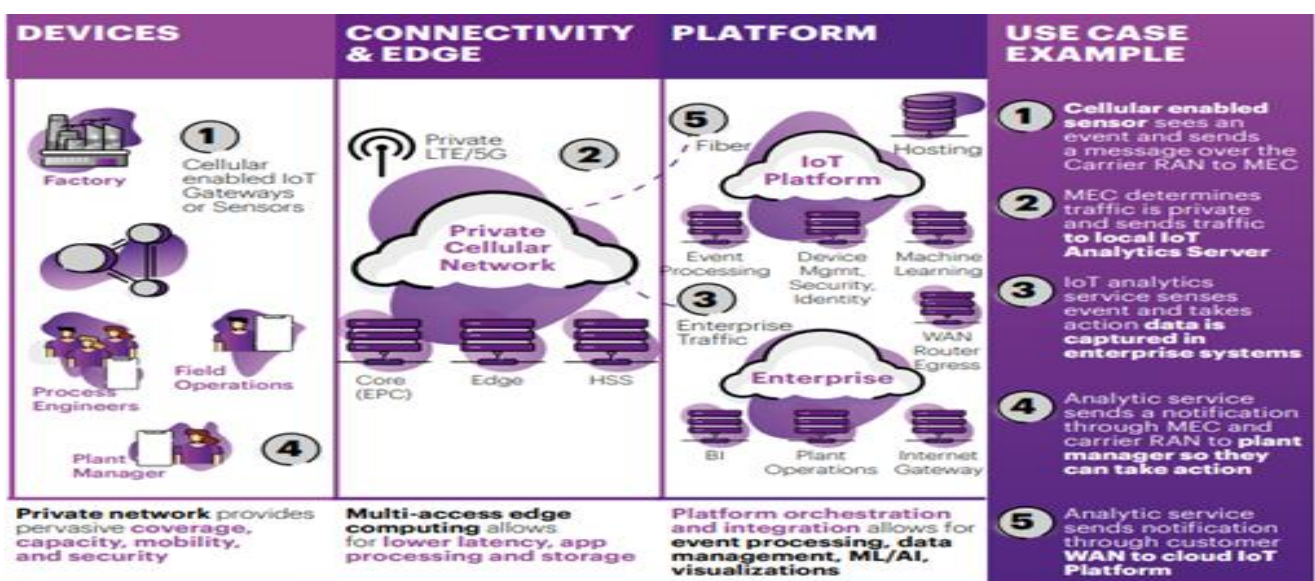 DEVICES
1
Cellular
enabled IoT
Gateways
or Sensors
Factory
Process
Engineers
Field
Operations
Plant
Manager
4
Private network provides
pervasive coverage,
capacity, mobility,
and security
CONNECTIVITY
& EDGE
Private
LTE/5G
2
Private
Cellular
Network
Core
(EPC)
Edge
HSS
Multi-access edge
computing allows
for lower latency, app
processing and storage
PLATFORM
5
Fiber
Hosting
IoT
Platform
Event
Processing
Device
Mgmt,
Security,
Identity
Machine
Learning
3
Enterprise
Traffic
WAN
Router
Egress
Enterprise
BI
Plant
Operations
Internet
Gateway
Platform orchestration
and integration allows for
event processing, data
management, ML/AI,
visualizations
USE CASE
EXAMPLE
1
Cellular enabled
sensor sees an
event and sends
a message over the
Carrier RAN to MEC
2
MEC determines
traffic is private
and sends traffic
to local IoT
Analytics Server
3
IoT analytics
service senses
event and takes
action data is
captured in
enterprise systems
4
Analytic service
sends a notification
through MEC and
carrier RAN to plant
manager so they
can take action
5
Analytic service
sends notification
through customer
WAN to cloud IoT
Platform